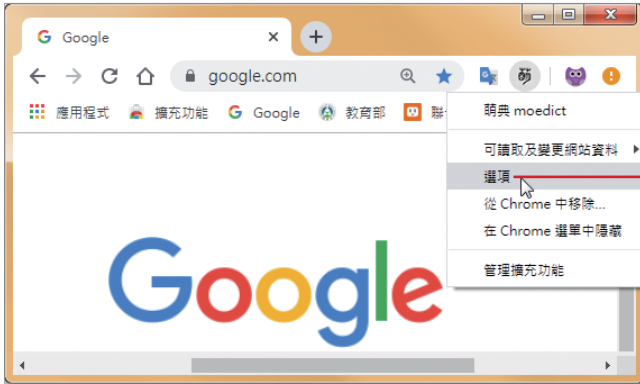 Google
google.com
萌
應用程式 擴充功能 Google 教育部
萌典 moedict
可讀取及變更網站資料
選項
從 Chrome 中移除...
在 Chrome 選單中隱藏
管理擴充功能
Google